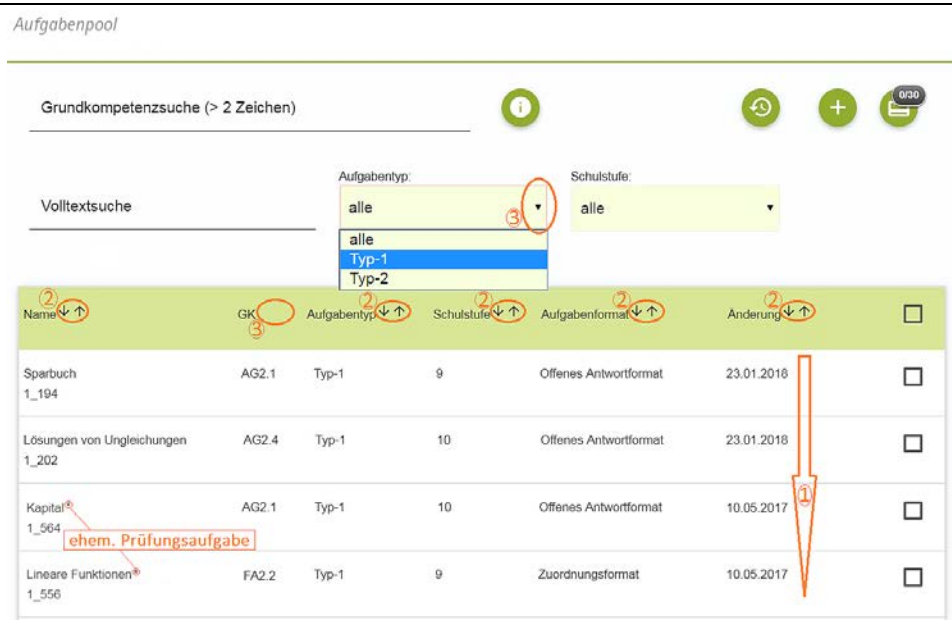 Aufgabenpool
Grundkompetenzsuche (> 2 Zeichen)
i
+
0/30
Aufgabentyp:
Schulstufe:
Volltextsuche
alle
③
alle
alle
Typ-1
Typ-2
② ② ② ② ②
Name↓↑ GK Aufgabentyp↓↑ Schulstufe↓↑ Aufgabenformat↓↑ Änderung↓↑
③
Sparbuch AG2.1 Typ-1 9 Offenes Antwortformat 23.01.2018
1_194
Lösungen von Ungleichungen AG2.4 Typ-1 10 Offenes Antwortformat 23.01.2018
1_202
①
Kapital* AG2.1 Typ-1 10 Offenes Antwortformat 10.05.2017
1_564
ehem. Prüfungsaufgabe
Lineare Funktionen* FA2.2 Typ-1 9 Zuordnungsformat 10.05.2017
1_556